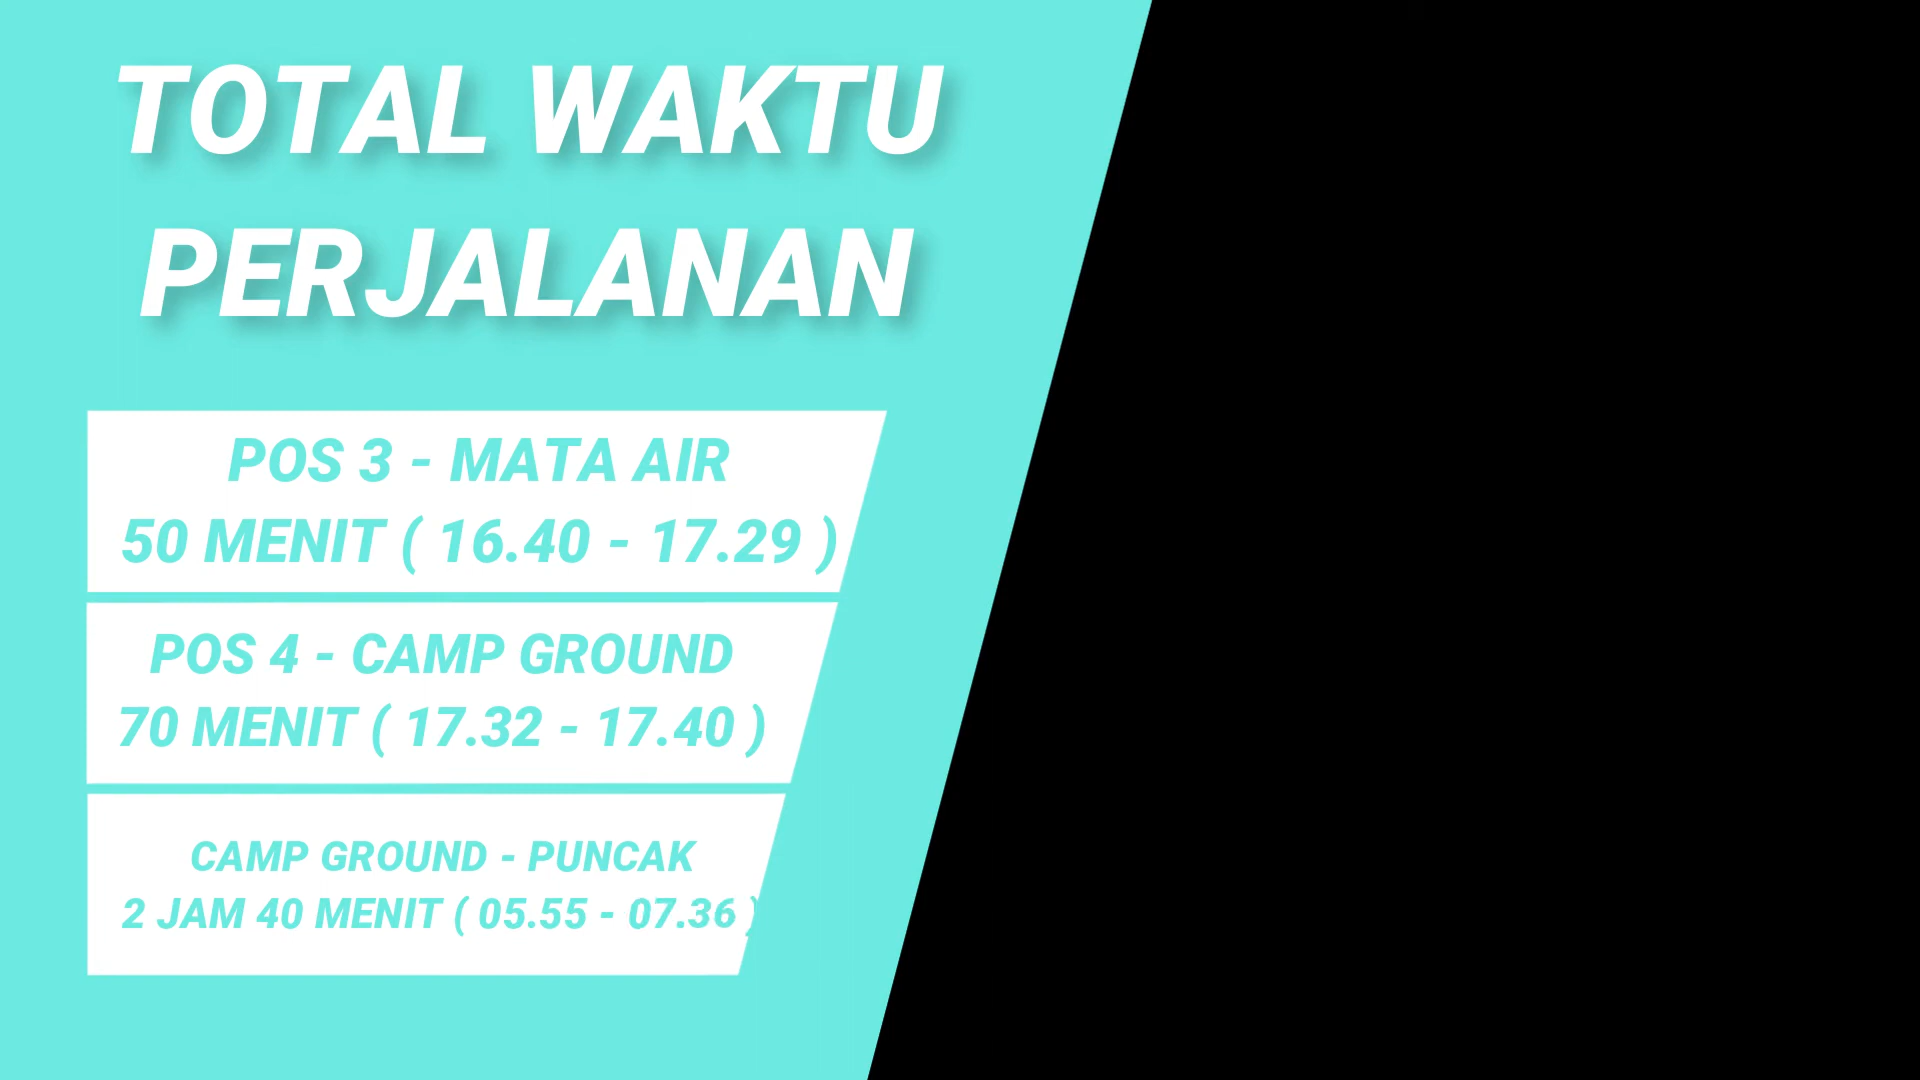 TOTAL WAKTU
PERJALANAN
POS 3 - MATA AIR
50 MENIT ( 16.40 - 17.29 )
POS 4 - CAMP GROUND
70 MENIT ( 17.32 - 17.40 )
CAMP GROUND - PUNCAK
2 JAM 40 MENIT ( 05.55 - 07.36 )